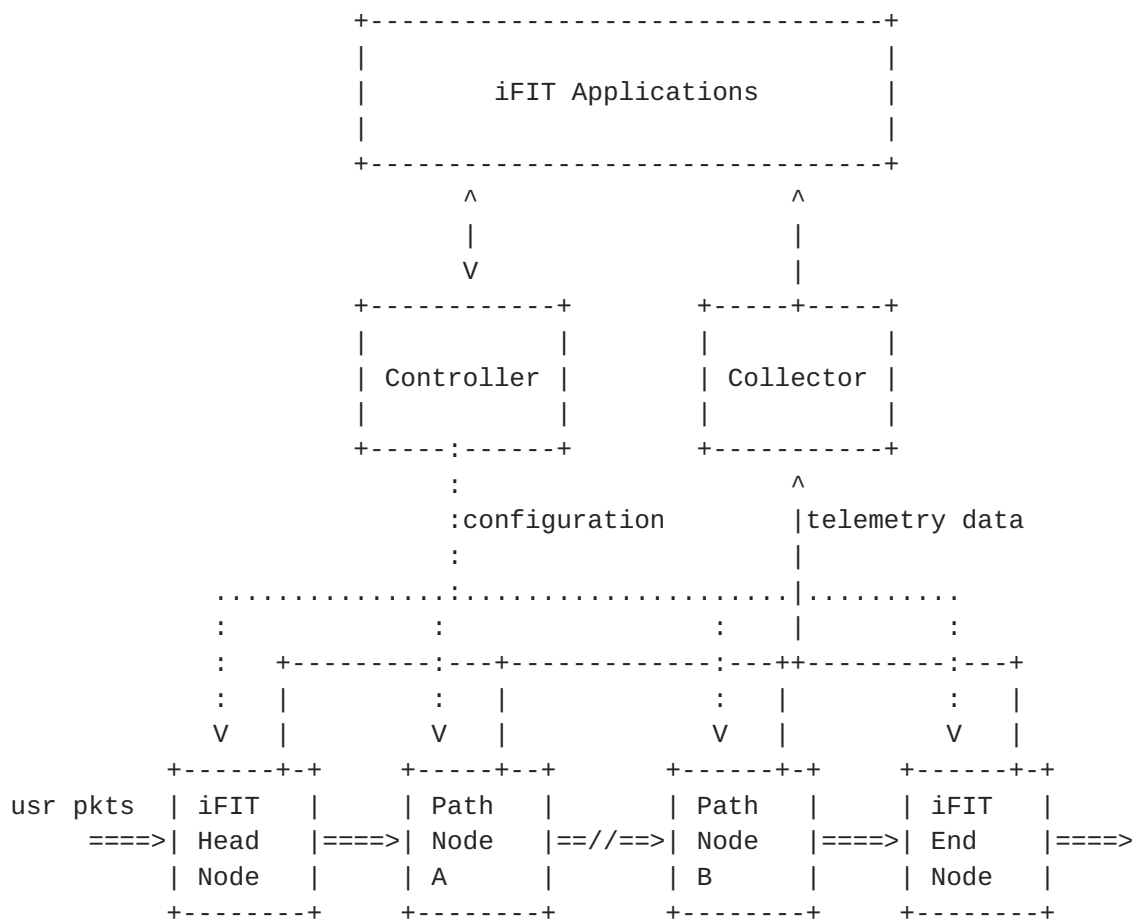 iFIT Applications
Controller
Collector
:configuration
telemetry data
usr pkts
iFIT Head Node
Path Node A
Path Node B
iFIT End Node